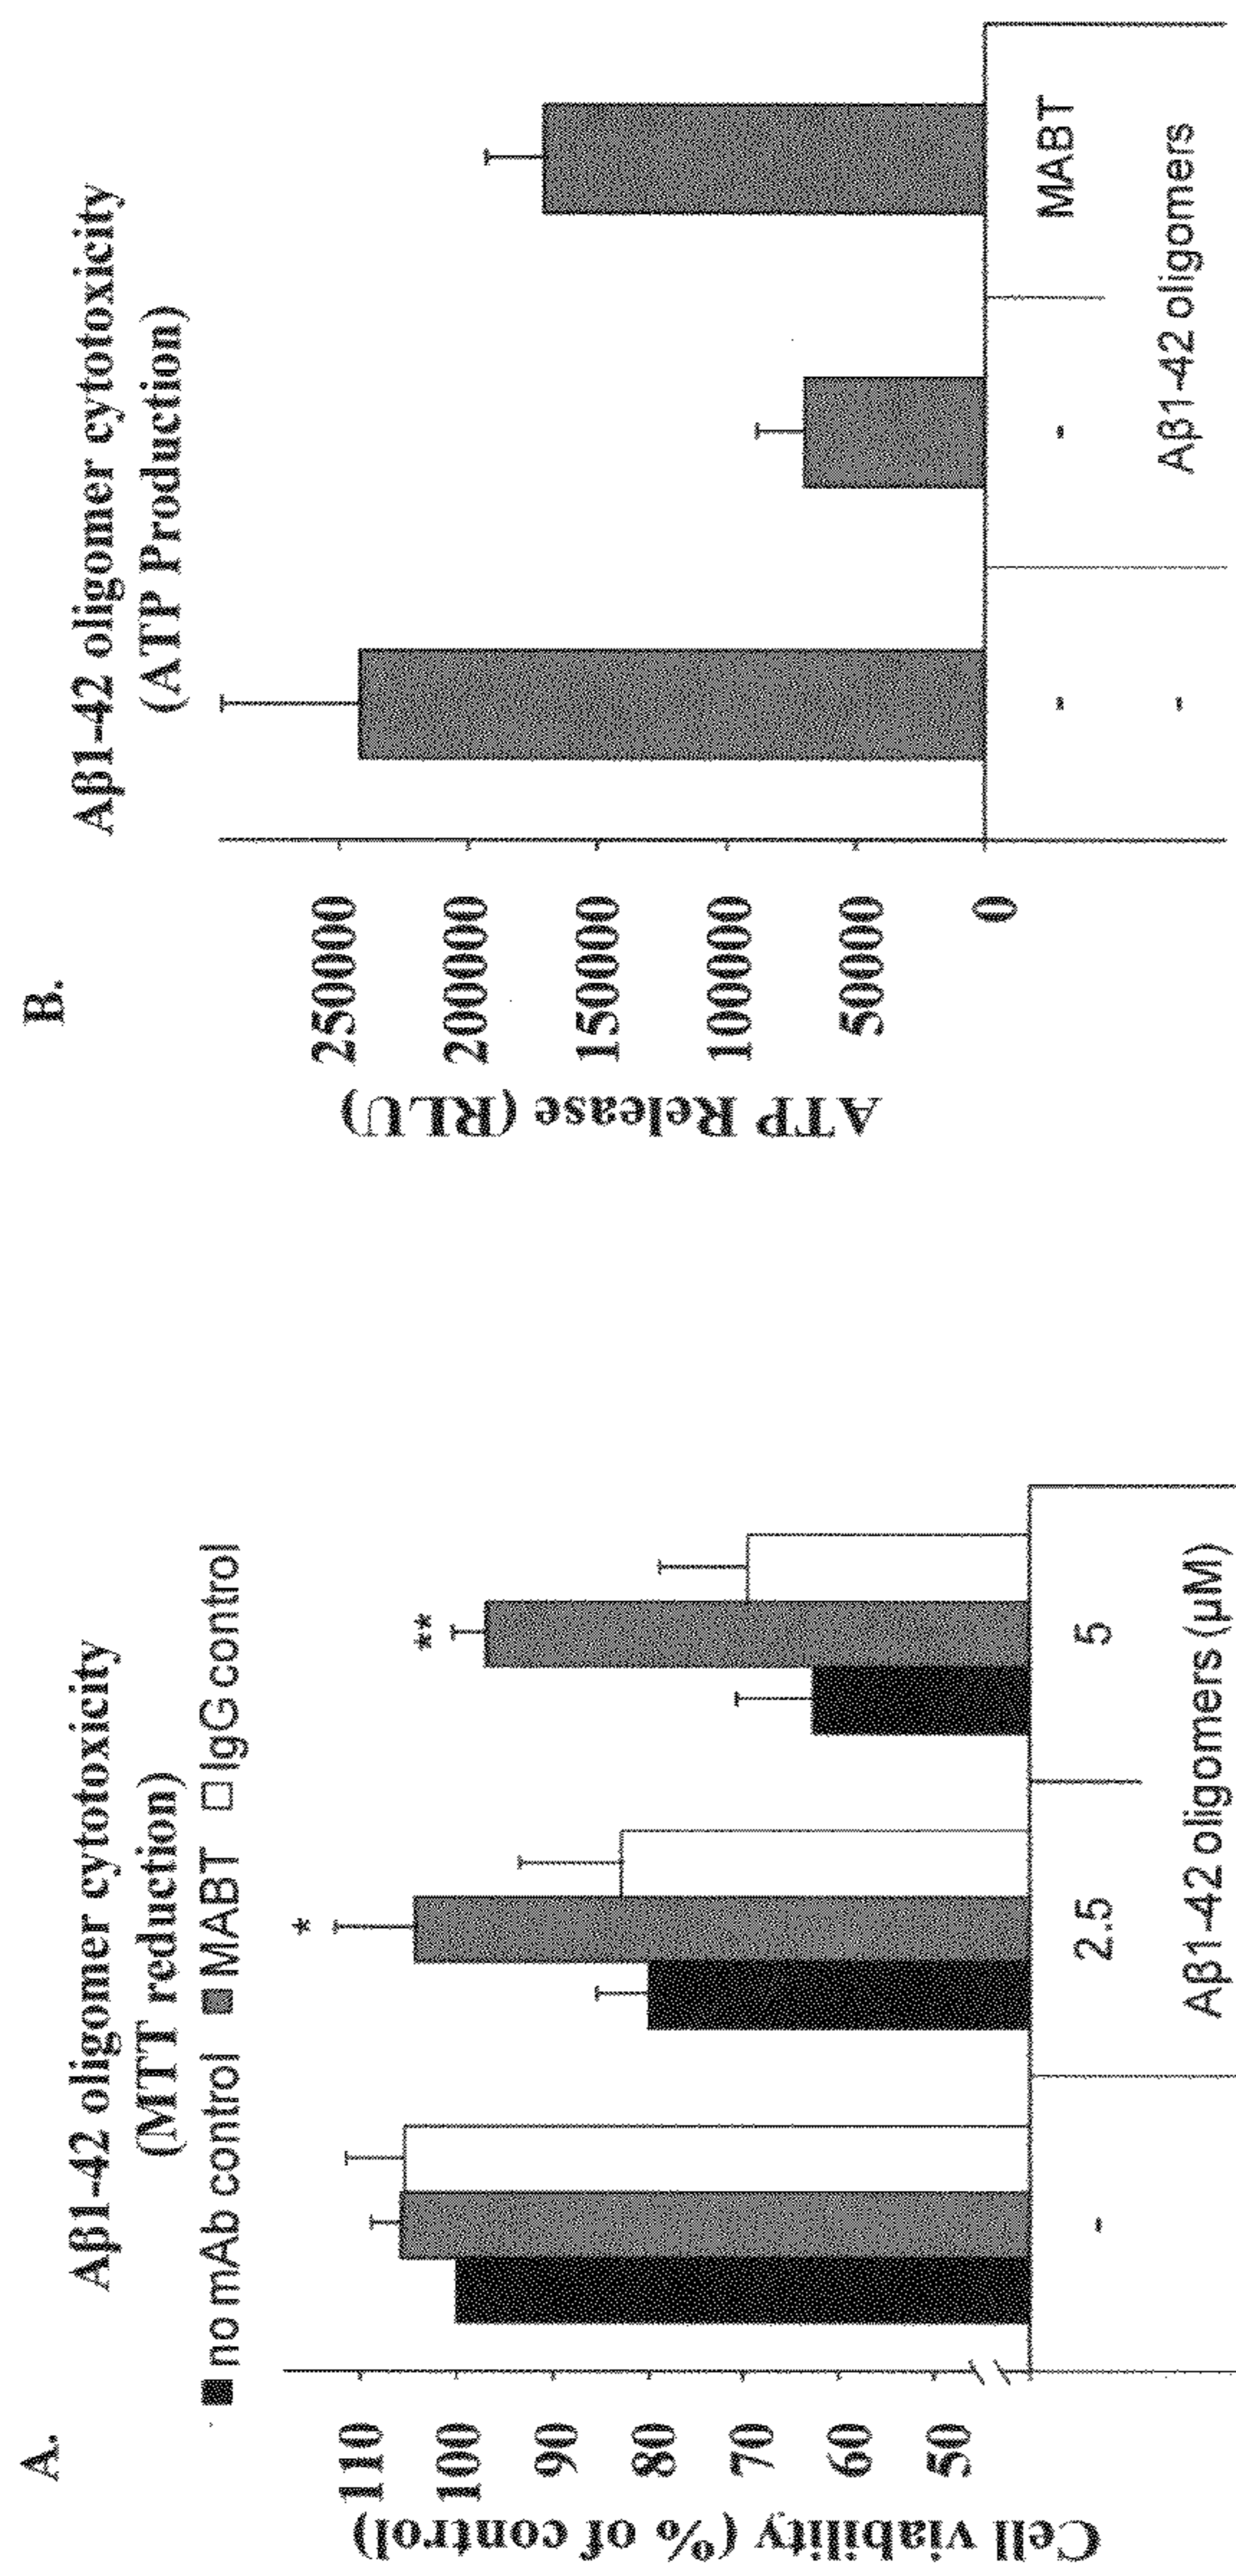 A.
Aβ1-42 oligomer cytotoxicity
(MTT reduction)
no mAb control MABT IgG control
Cell viability (% of control)
110
100
90
80
70
60
50
*
**
- 2.5 5
Aβ1-42 oligomers (µM)
B.
Aβ1-42 oligomer cytotoxicity
(ATP Production)
ATP Release (RLU)
2500000
2000000
1500000
1000000
500000
0
- - MABT
- Aβ1-42 oligomers